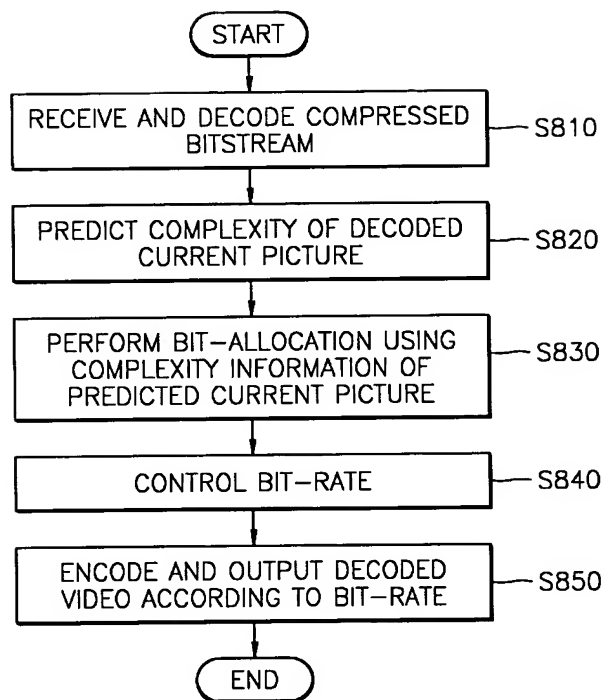 START
RECEIVE AND DECODE COMPRESSED
BITSTREAM
S810
PREDICT COMPLEXITY OF DECODED
CURRENT PICTURE
S820
PERFORM BIT-ALLOCATION USING
COMPLEXITY INFORMATION OF
PREDICTED CURRENT PICTURE
S830
CONTROL BIT-RATE
S840
ENCODE AND OUTPUT DECODED
VIDEO ACCORDING TO BIT-RATE
S850
END